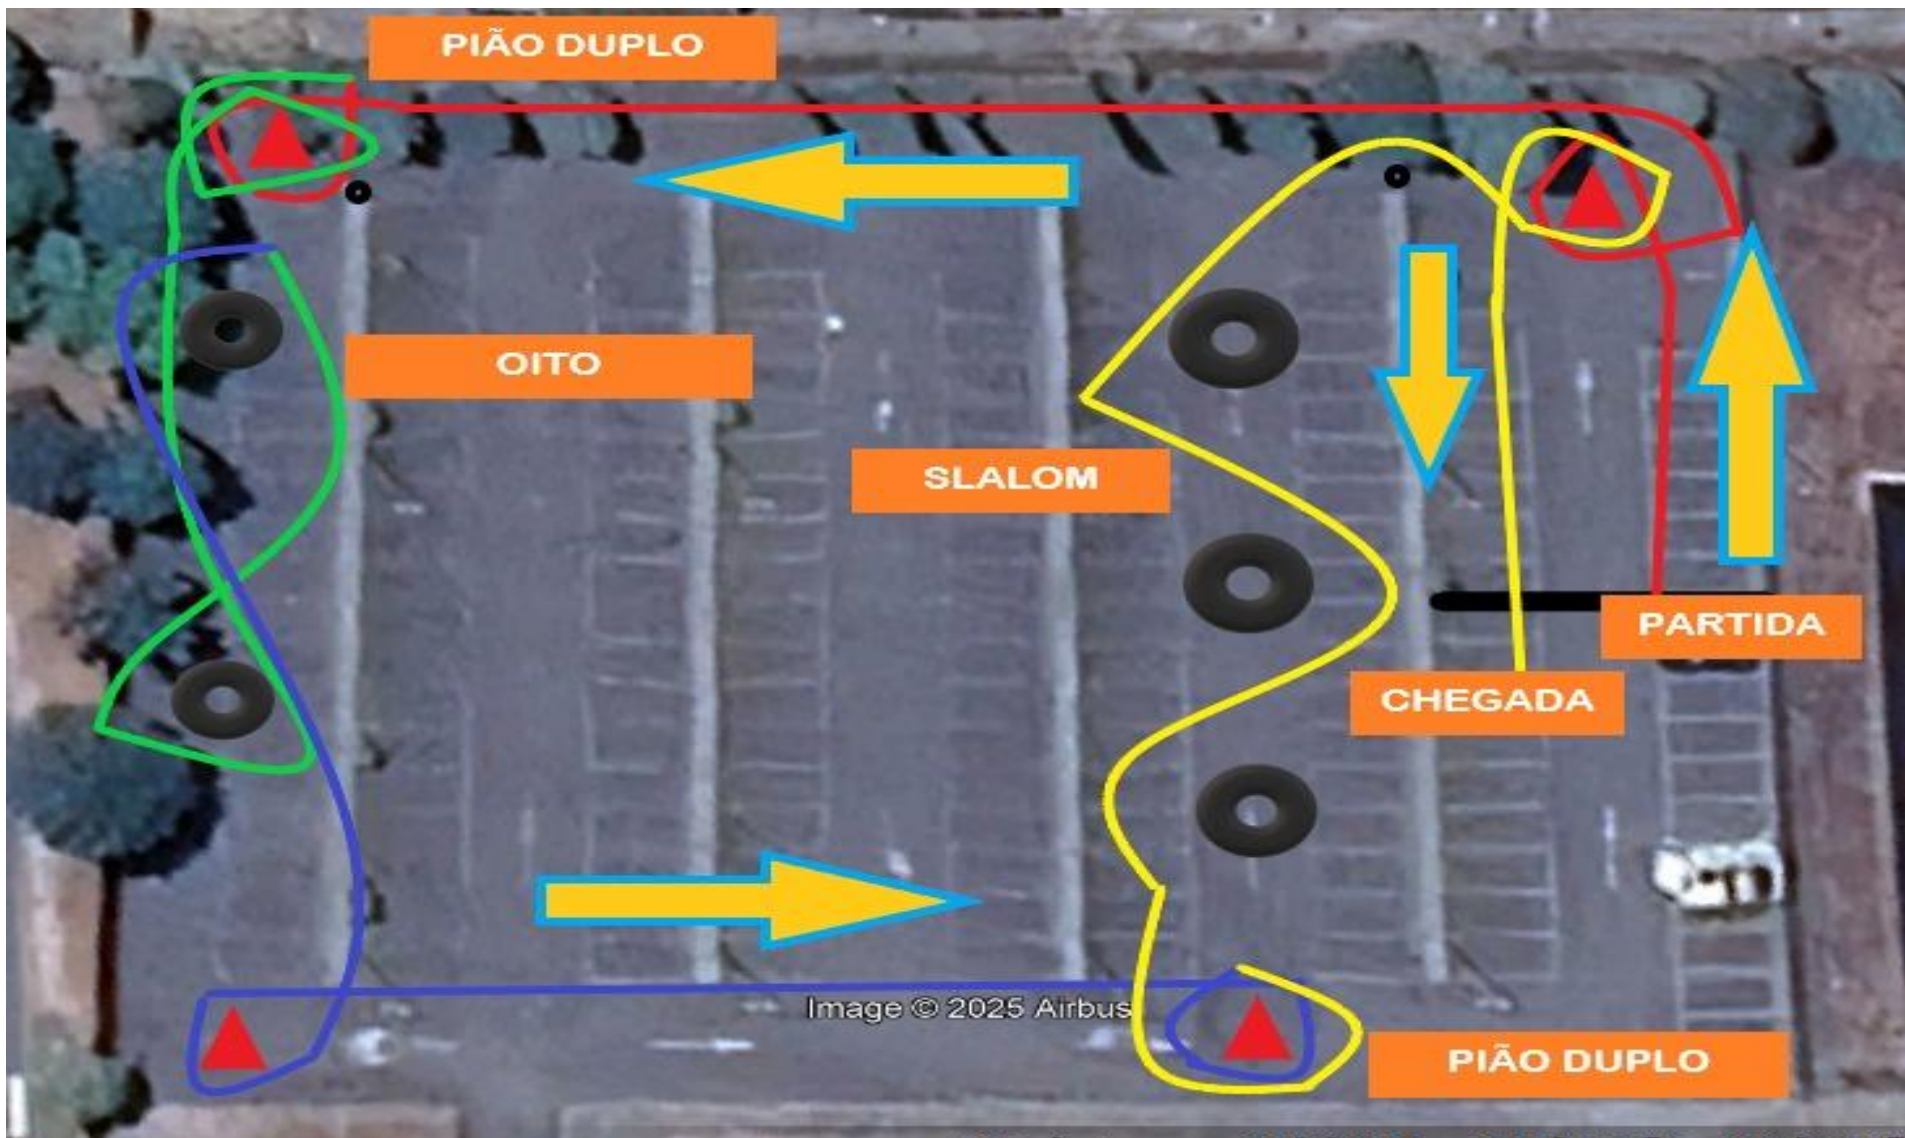 PIÃO DUPLO
OITO
SLALOM
PARTIDA
CHEGADA
Image © 2025 Airbus
PIÃO DUPLO